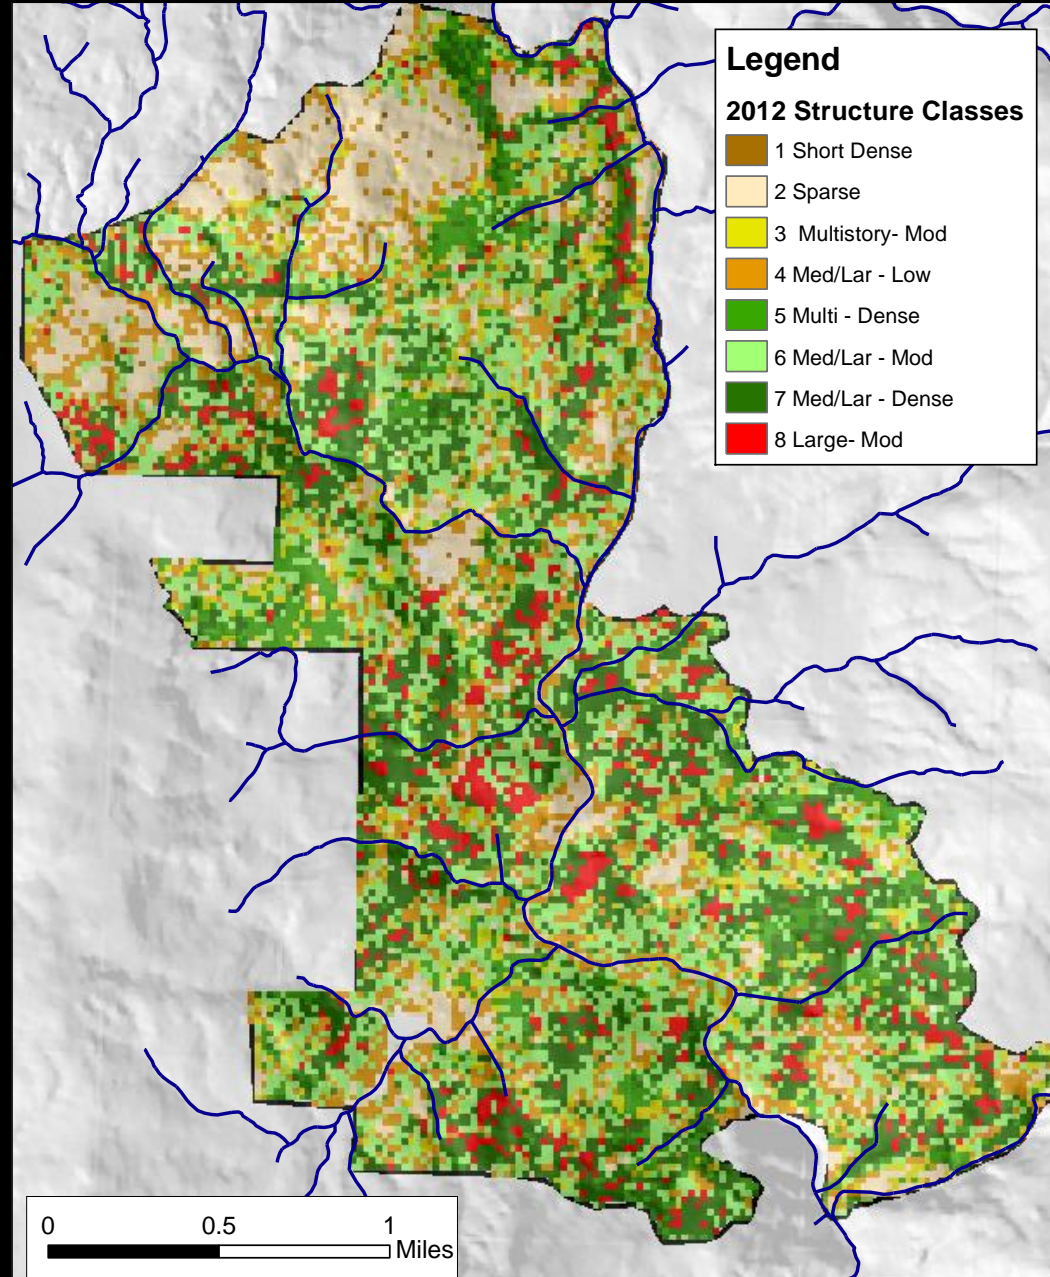 Legend
2012 Structure Classes
1 Short Dense
2 Sparse
3 Multistory- Mod
4 Med/Lar - Low
5 Multi - Dense
6 Med/Lar - Mod
7 Med/Lar - Dense
8 Large- Mod
0 0.5 1
Miles